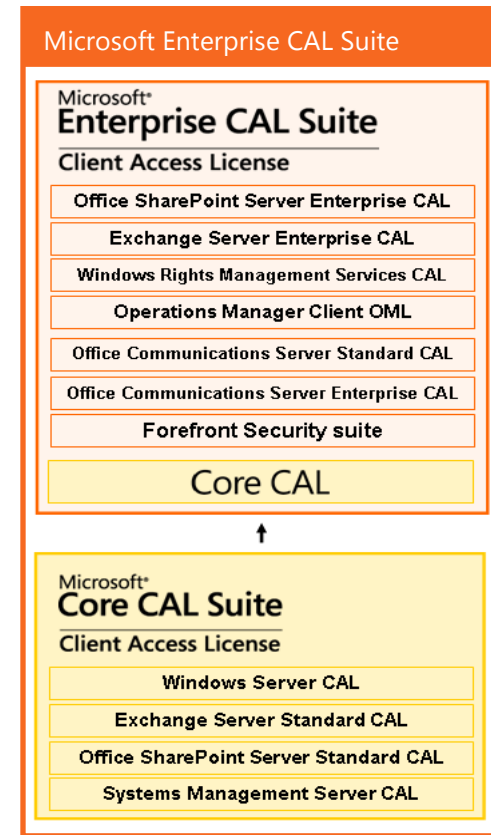 Microsoft Enterprise CAL Suite
Microsoft®
Enterprise CAL Suite
Client Access License
Office SharePoint Server Enterprise CAL
Exchange Server Enterprise CAL
Windows Rights Management Services CAL
Operations Manager Client OML
Office Communications Server Standard CAL
Office Communications Server Enterprise CAL
Forefront Security suite
Core CAL
Microsoft®
Core CAL Suite
Client Access License
Windows Server CAL
Exchange Server Standard CAL
Office SharePoint Server Standard CAL
Systems Management Server CAL